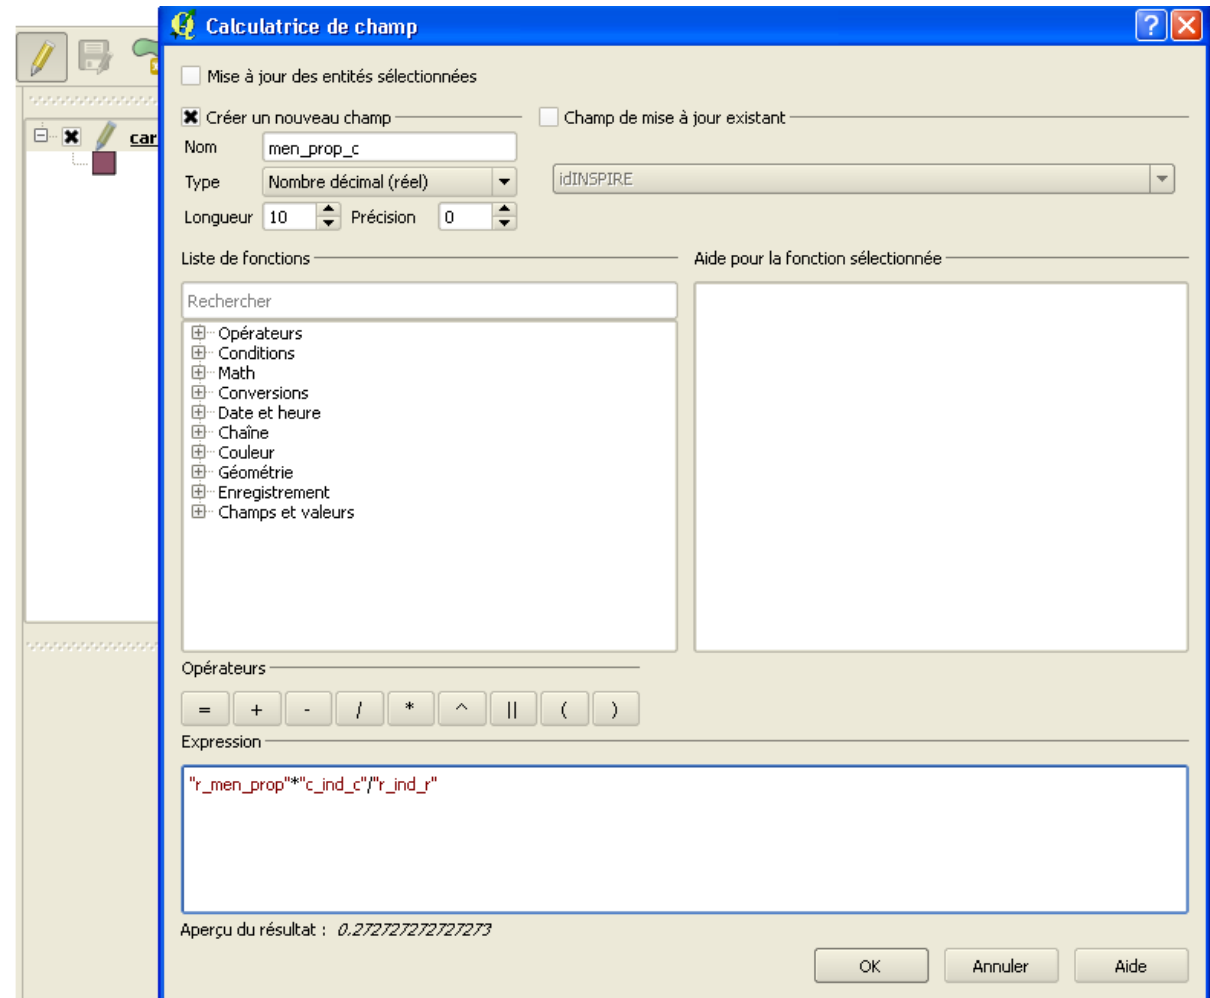 Calculatrice de champ
Mise à jour des entités sélectionnées
Créer un nouveau champ
Champ de mise à jour existant
car
Nom men_prop_c
Type Nombre décimal (réel)
idINSPIRE
Longueur 10 Précision 0
Liste de fonctions
Aide pour la fonction sélectionnée
Rechercher
Opérateurs
Conditions
Math
Conversions
Date et heure
Chaîne
Couleur
Géométrie
Enregistrement
Champs et valeurs
Opérateurs
= + - / * ^ || ( )
Expression
"r_men_prop"*"c_ind_c"/"r_ind_r"
Aperçu du résultat : 0.272727272727273
OK Annuler Aide